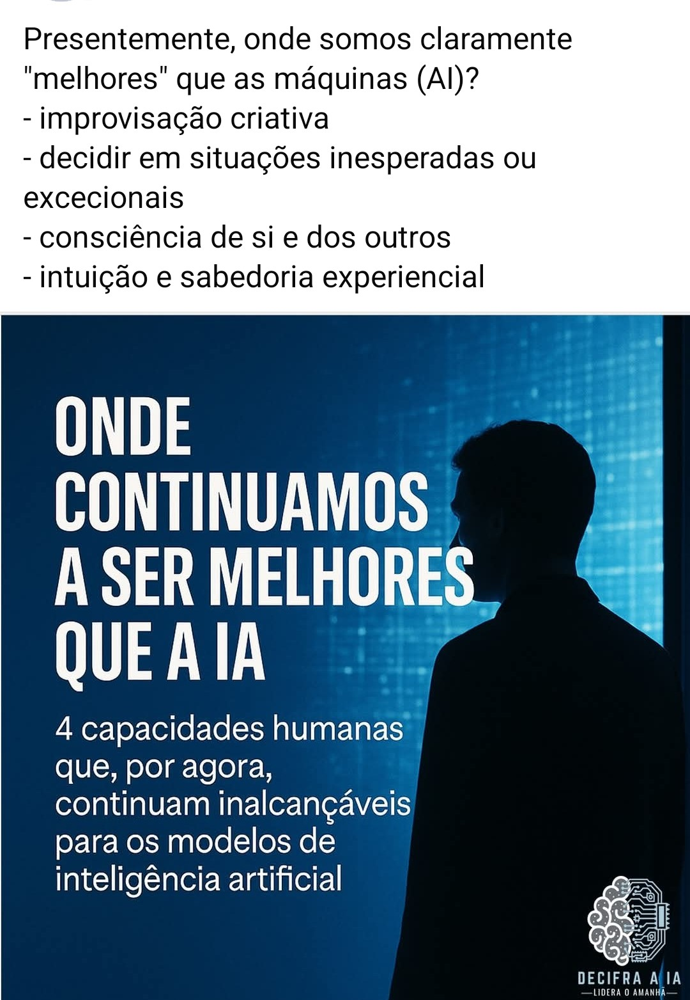 Presentemente, onde somos claramente
"melhores" que as máquinas (AI)?
- improvisação criativa
- decidir em situações inesperadas ou
excecionais
- consciência de si e dos outros
- intuição e sabedoria experiencial
ONDE
CONTINUAMOS
A SER MELHORES
QUE A IA
4 capacidades humanas
que, por agora,
continuam inalcançáveis
para os modelos de
inteligência artificial
DECIFRA A IA
LIDERA O AMANHÃ